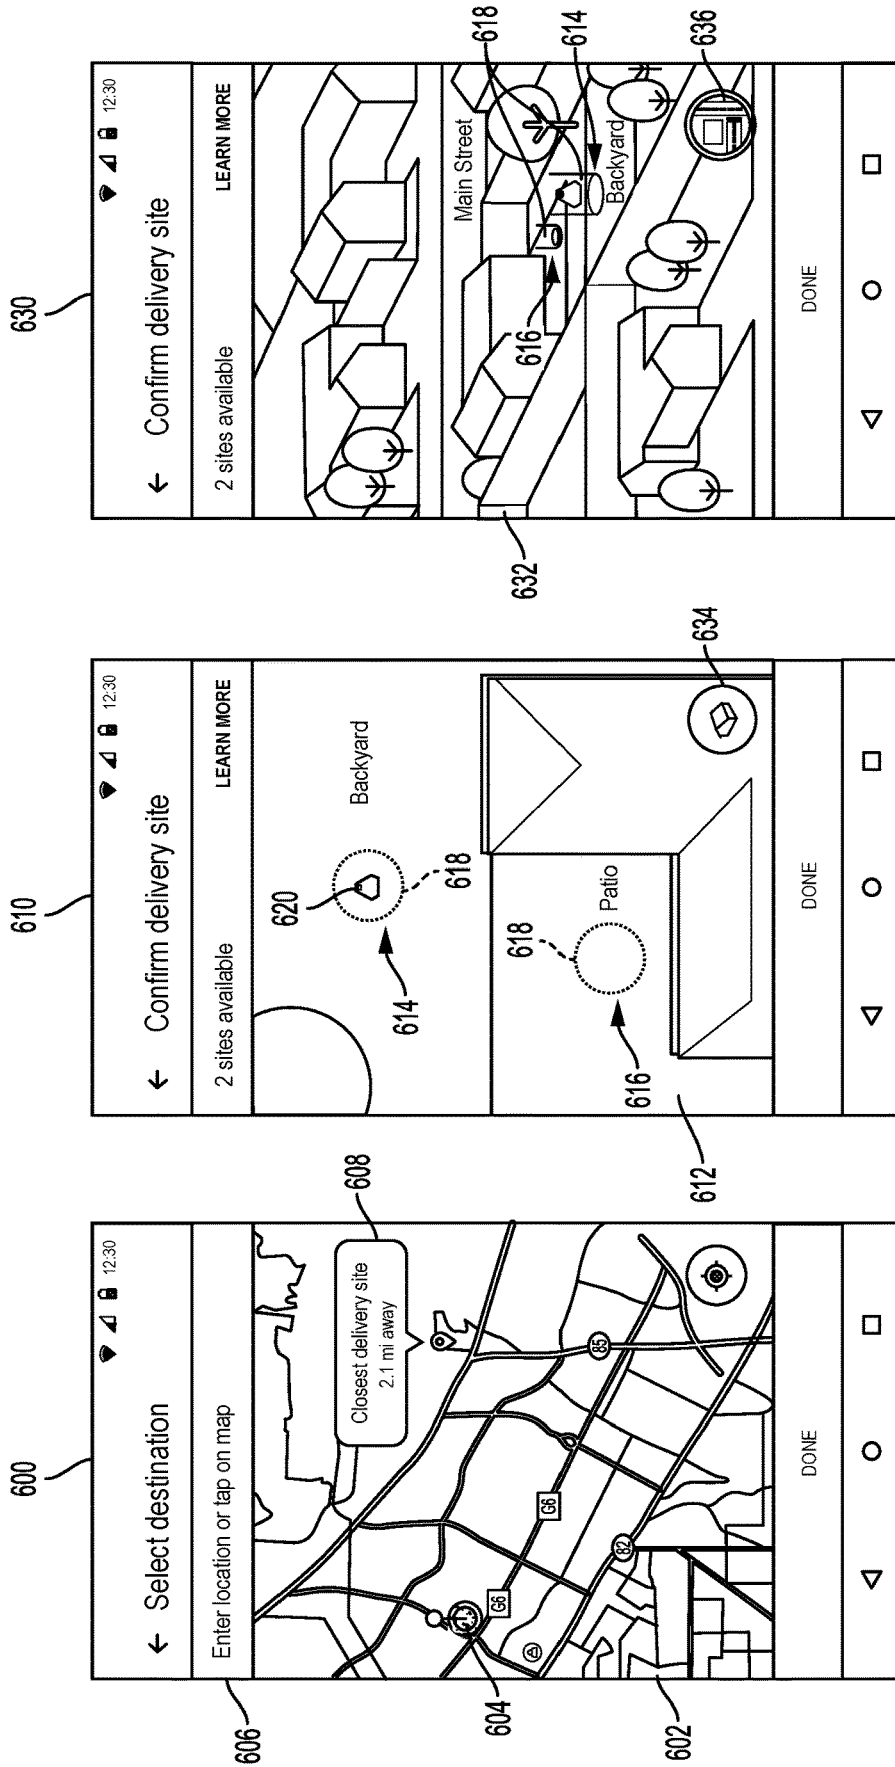 600
← Select destination
12:30
606
Enter location or tap on map
608
Closest delivery site
2.1 mi away
85
G6
G6
82
604
602
DONE
610
← Confirm delivery site
12:30
2 sites available
LEARN MORE
620
Backyard
614
618
618
Patio
616
612
634
DONE
630
← Confirm delivery site
12:30
2 sites available
LEARN MORE
Main Street
618
614
616
Backyard
632
636
DONE